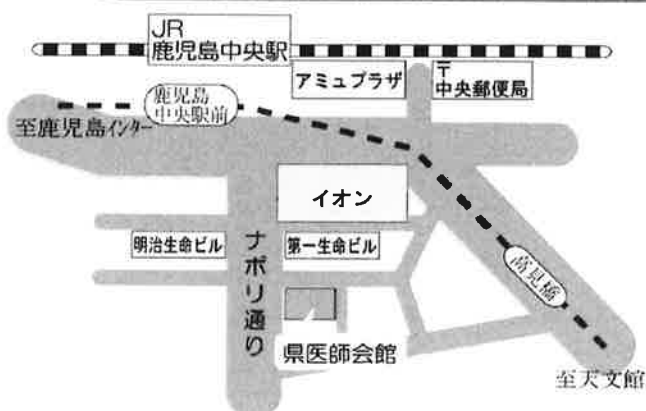 JR
鹿児島中央駅
アミュプラザ
〒
中央郵便局
鹿児島
中央駅前
至鹿児島インター
イオン
明治生命ビル
ナポリ通り
第一生命ビル
高見橋
県医師会館
至天文館